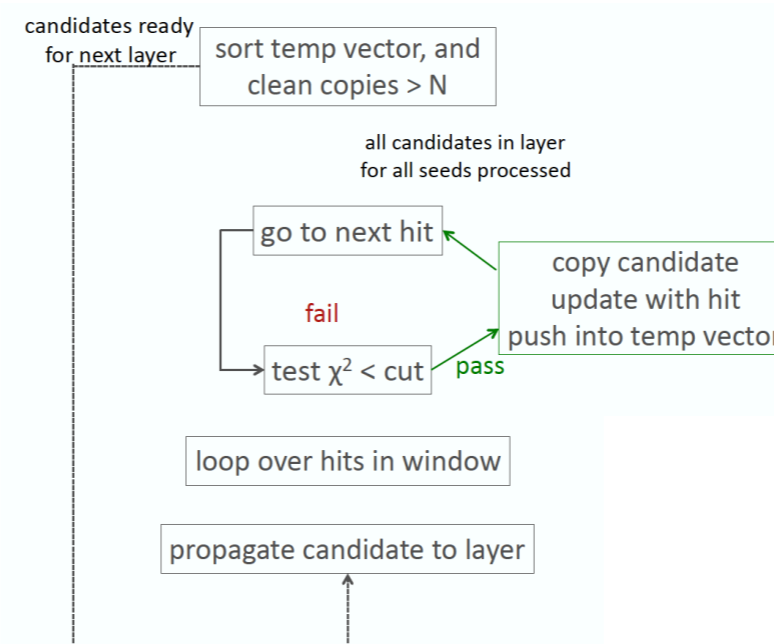 candidates ready
for next layer
sort temp vector, and
clean copies > N
all candidates in layer
for all seeds processed
go to next hit
copy candidate
update with hit
push into temp vector
fail
test χ² < cut
pass
loop over hits in window
propagate candidate to layer